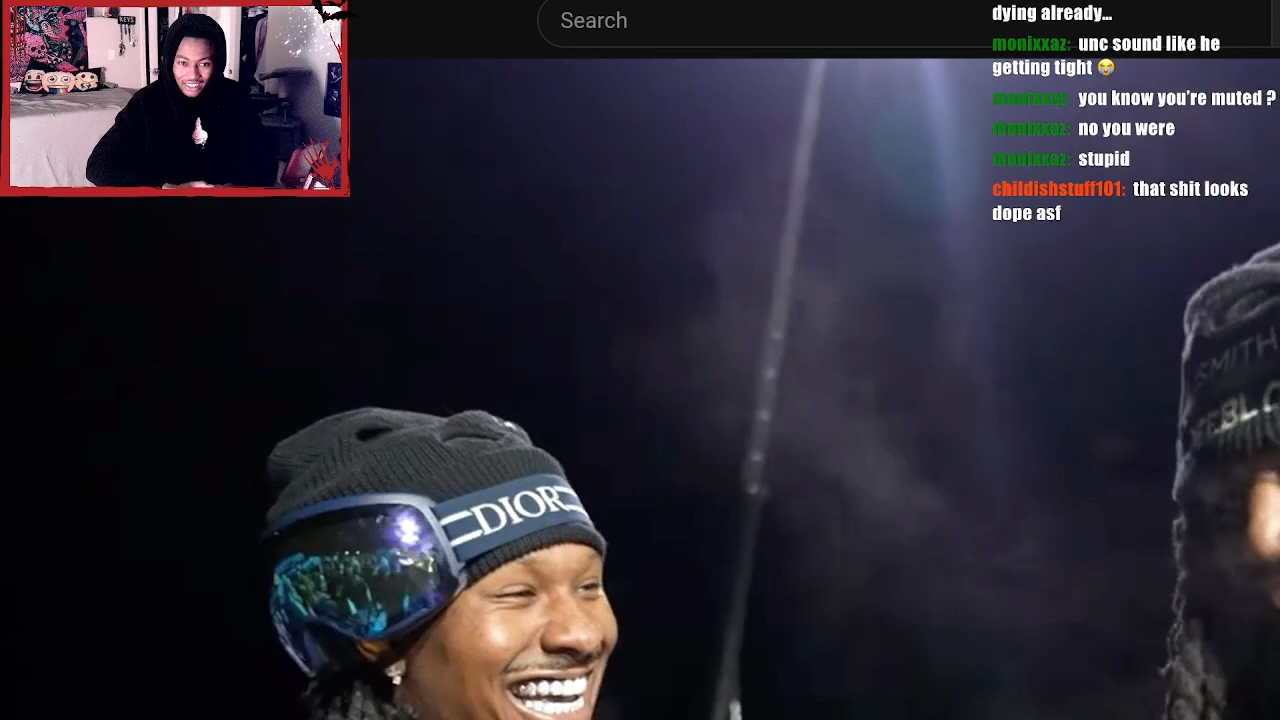 KEYS
Search
dying already...
monixxaz: unc sound like he
getting tight 😭
monixxaz: you know you're muted ?
monixxaz: no you were
monixxaz: stupid
childishstuff101: that shit looks
dope asf
SMITH
DIOR